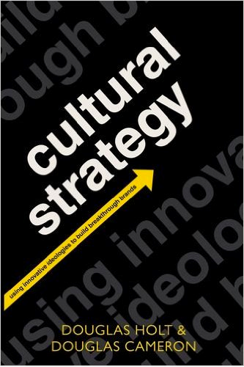 cultural
strategy
using innovative ideologies to build breakthrough brands
DOUGLAS HOLT &
DOUGLAS CAMERON